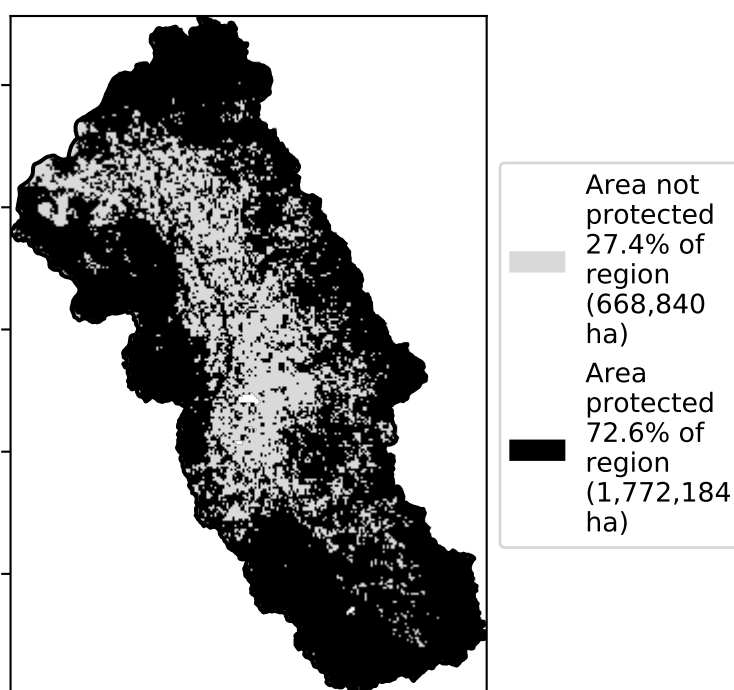 Area not
protected
27.4% of
region
(668,840
ha)
Area
protected
72.6% of
region
(1,772,184
ha)